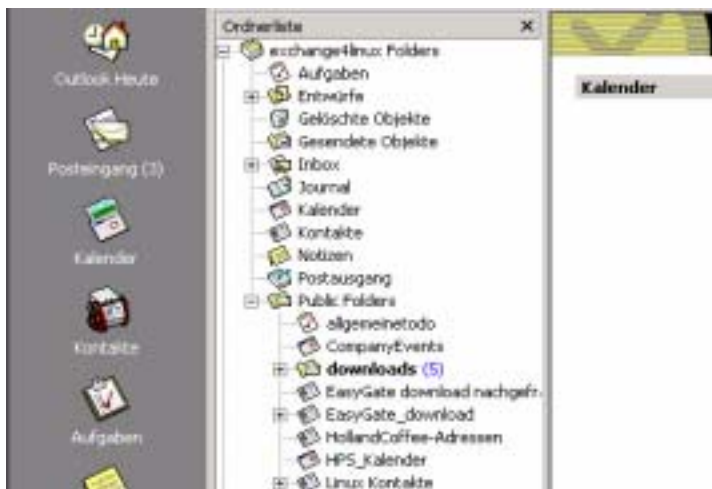 Outlook Heute
Posteingang (3)
Kalender
Kontakte
Aufgaben
Ordnerliste
exchange4linux Folders
Aufgaben
Entwürfe
Gelöschte Objekte
Gesendete Objekte
Inbox
Journal
Kalender
Kontakte
Notizen
Postausgang
Public Folders
allgemeinetodo
CompanyEvents
downloads (5)
EasyGate download nachgefr.
EasyGate_download
HollandCoffee-Adressen
HPS_Kalender
Linux Kontakte
Kalender